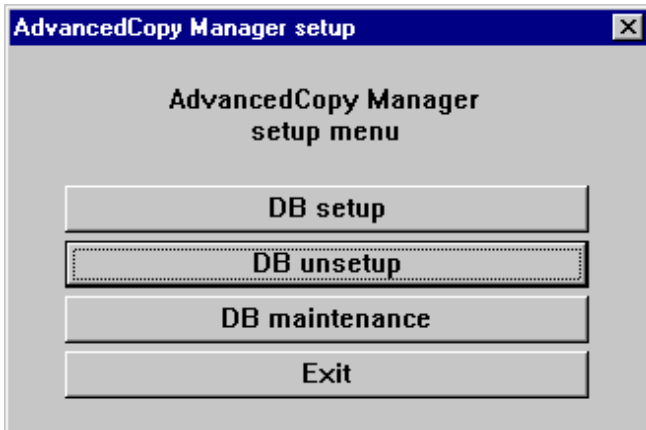 AdvancedCopy Manager setup
AdvancedCopy Manager
setup menu
DB setup
DB unsetup
DB maintenance
Exit